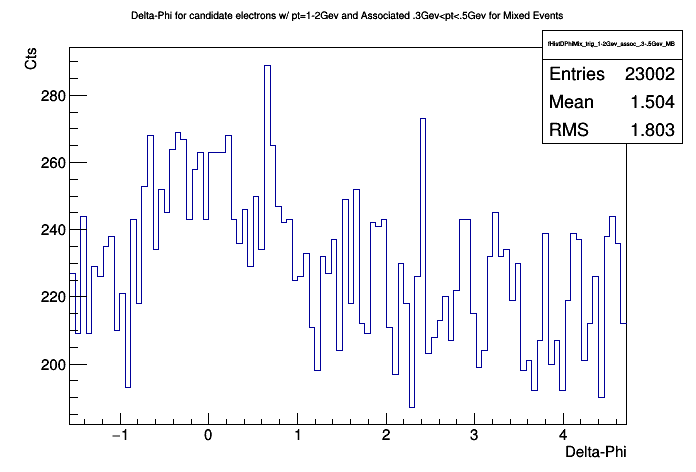 Delta-Phi for candidate electrons w/ pt=1-2Gev and Associated .3Gev<pt<.5Gev for Mixed Events
Cts
fHistDPhiMix_trig_1-2Gev_assoc_.3-.5Gev_MB
Entries 23002
Mean 1.504
RMS 1.803
280
260
240
220
200
−1 0 1 2 3 4
Delta-Phi